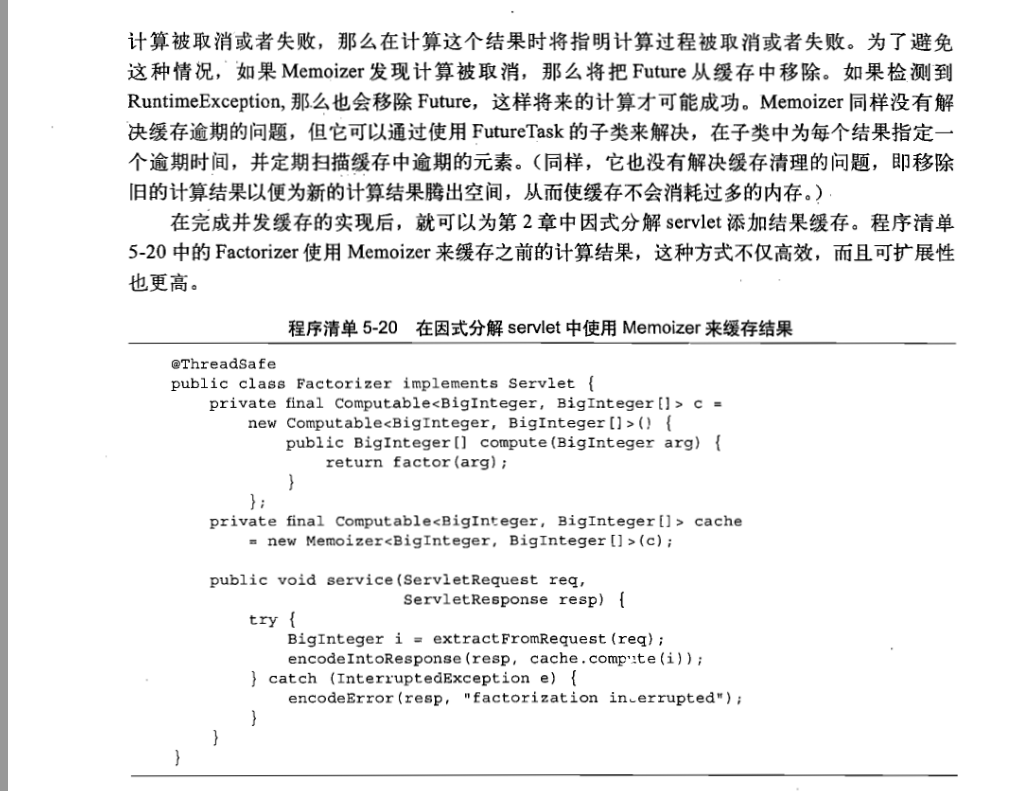 计算被取消或者失败，那么在计算这个结果时将指明计算过程被取消或者失败。为了避免
这种情况，如果 Memoizer 发现计算被取消，那么将把 Future 从缓存中移除。如果检测到
RuntimeException, 那么也会移除 Future，这样将来的计算才可能成功。Memoizer 同样没有解
决缓存逾期的问题，但它可以通过使用 FutureTask 的子类来解决，在子类中为每个结果指定一
个逾期时间，并定期扫描缓存中逾期的元素。（同样，它也没有解决缓存清理的问题，即移除
旧的计算结果以便为新的计算结果腾出空间，从而使缓存不会消耗过多的内存。）
在完成并发缓存的实现后，就可以为第 2 章中因式分解 servlet 添加结果缓存。程序清单
5-20 中的 Factorizer 使用 Memoizer 来缓存之前的计算结果，这种方式不仅高效，而且可扩展性
也更高。
程序清单 5-20 在因式分解 servlet 中使用 Memoizer 来缓存结果
@ThreadSafe
public class Factorizer implements Servlet {
private final Computable<BigInteger, BigInteger[]> c =
new Computable<BigInteger, BigInteger[]>() {
public BigInteger[] compute(BigInteger arg) {
return factor(arg);
}
};
private final Computable<BigInteger, BigInteger[]> cache
= new Memoizer<BigInteger, BigInteger[]>(c);
public void service(ServletRequest req,
ServletResponse resp) {
try {
BigInteger i = extractFromRequest(req);
encodeIntoResponse(resp, cache.compute(i));
} catch (InterruptedException e) {
encodeError(resp, "factorization interrupted");
}
}
}